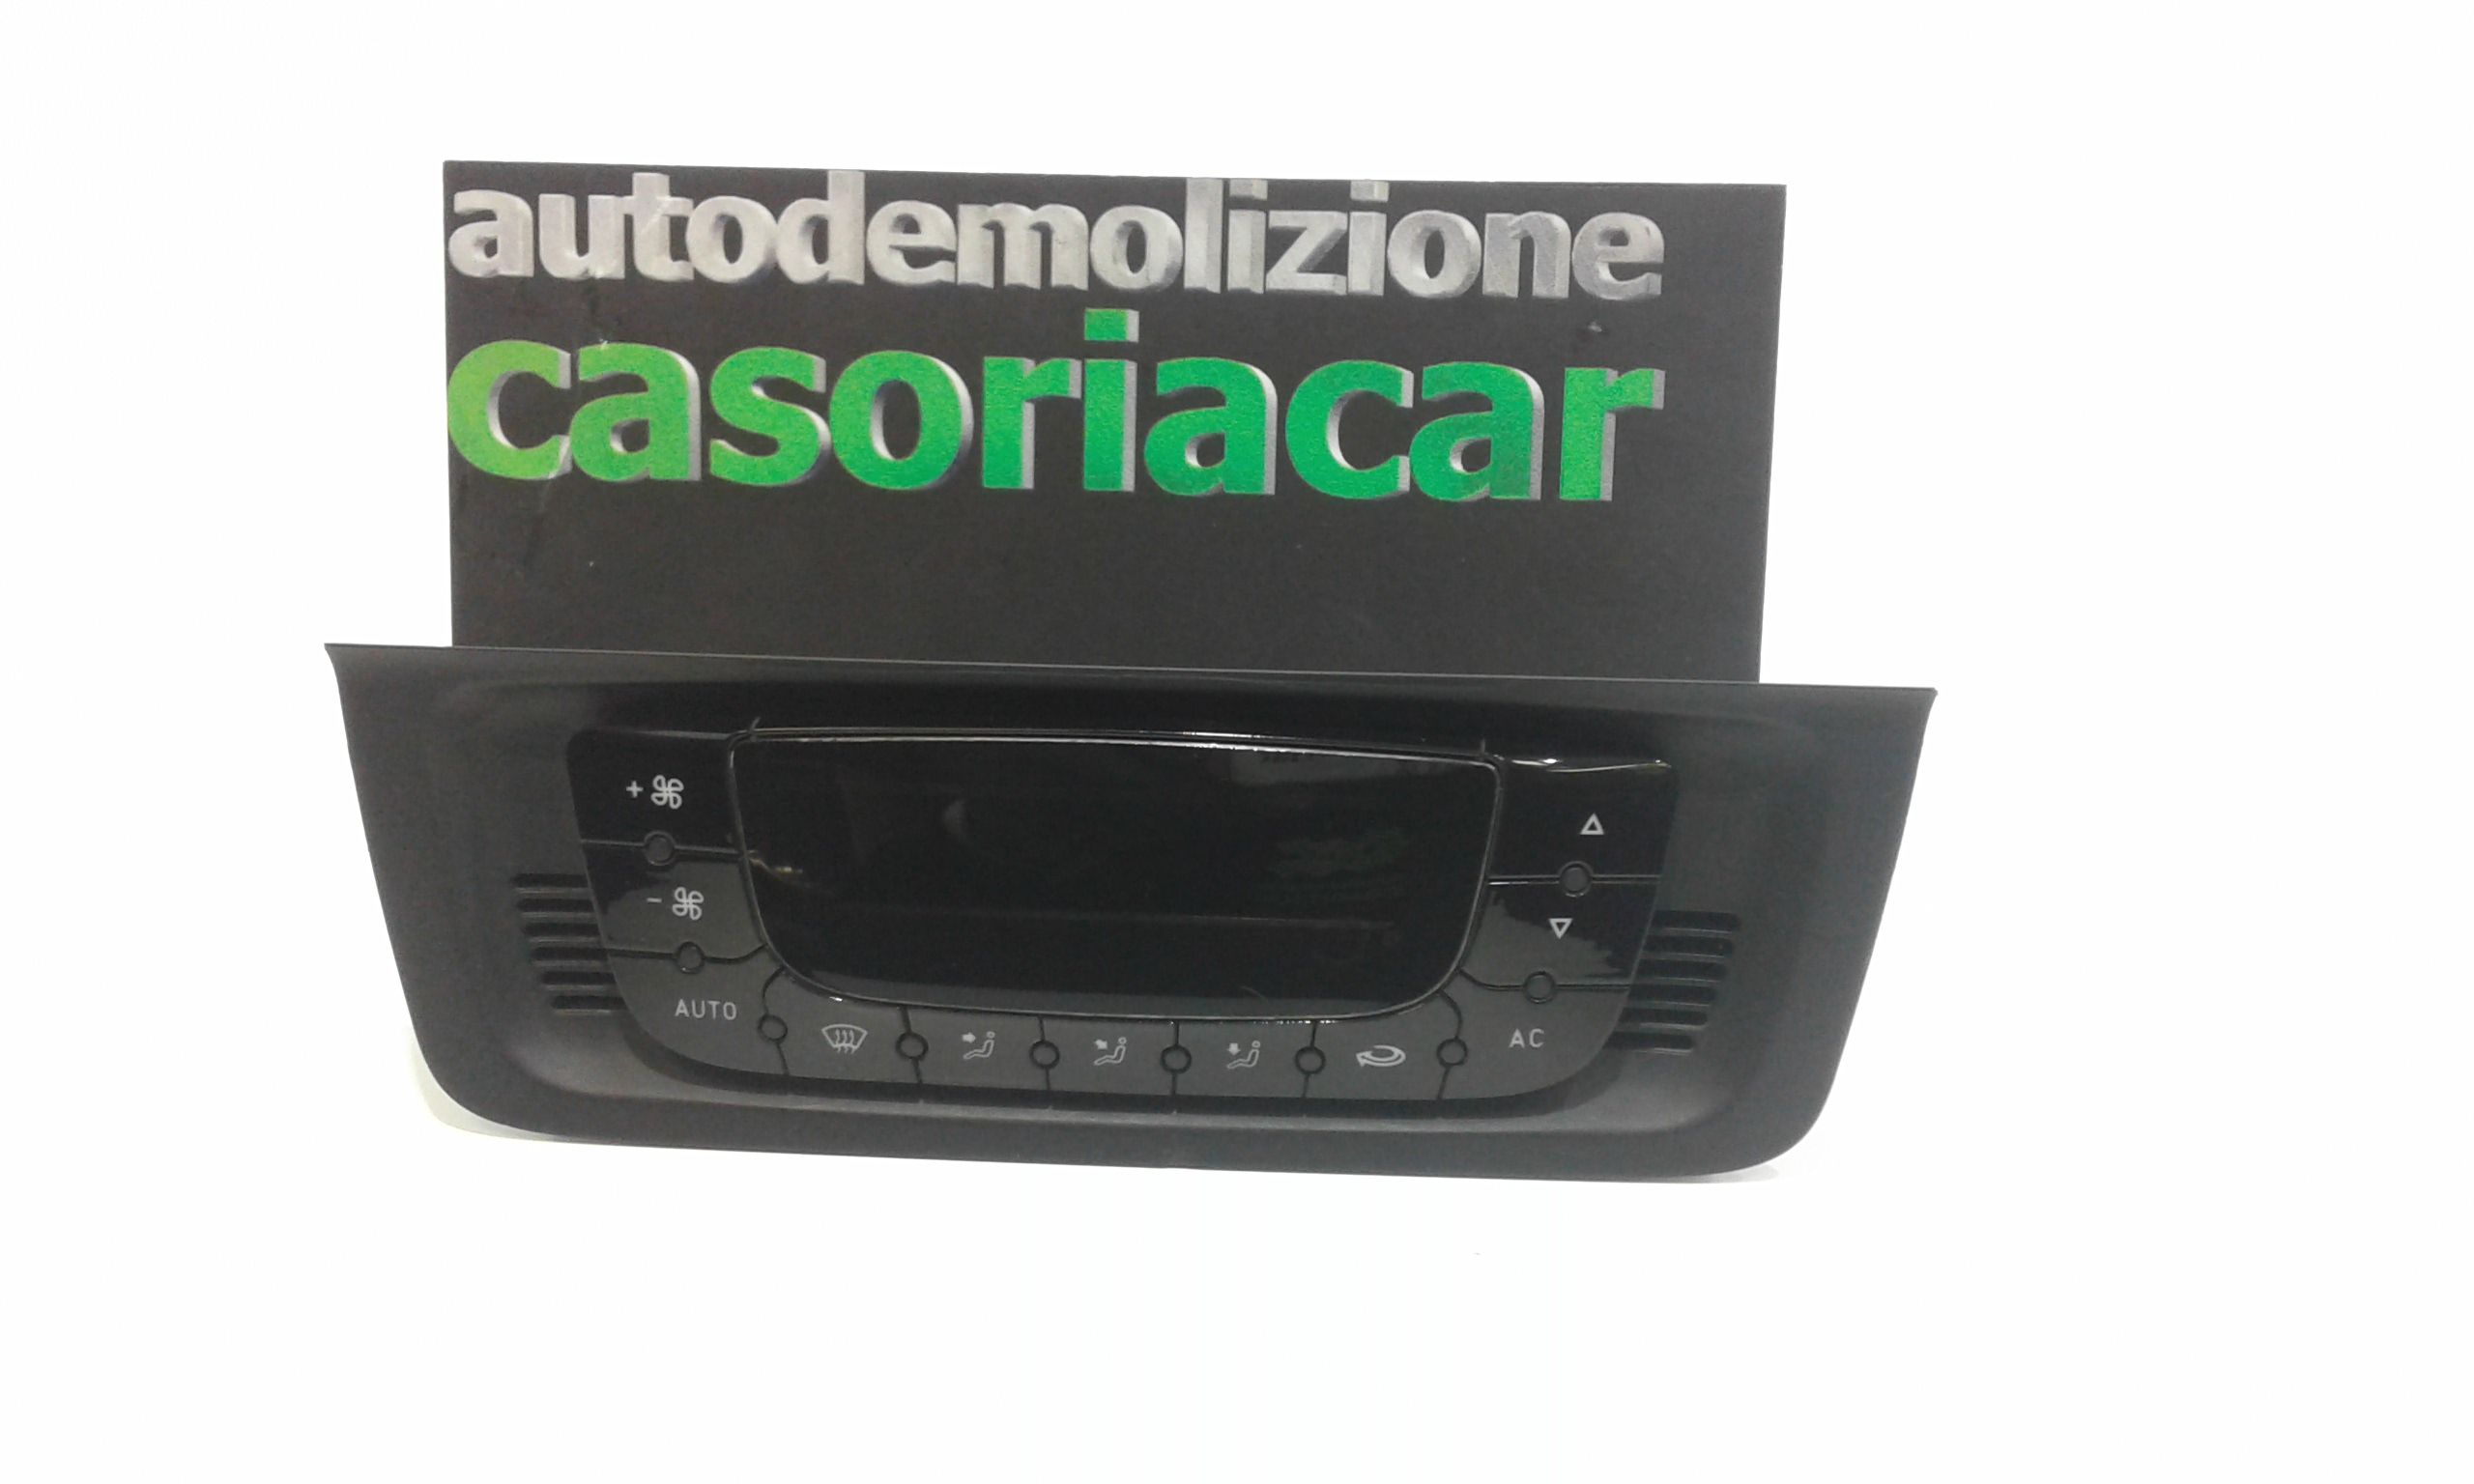 autodemolizione
casoriacar
+
-
AUTO
AC